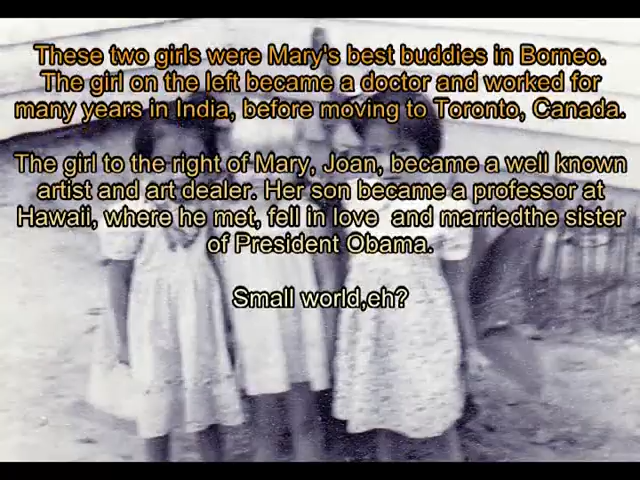 These two girls were Mary's best buddies in Borneo.
The girl on the left became a doctor and worked for
many years in India, before moving to Toronto, Canada.
The girl to the right of Mary, Joan, became a well known
artist and art dealer. Her son became a professor at
Hawaii, where he met, fell in love  and marriedthe sister
of President Obama.
Small world,eh?